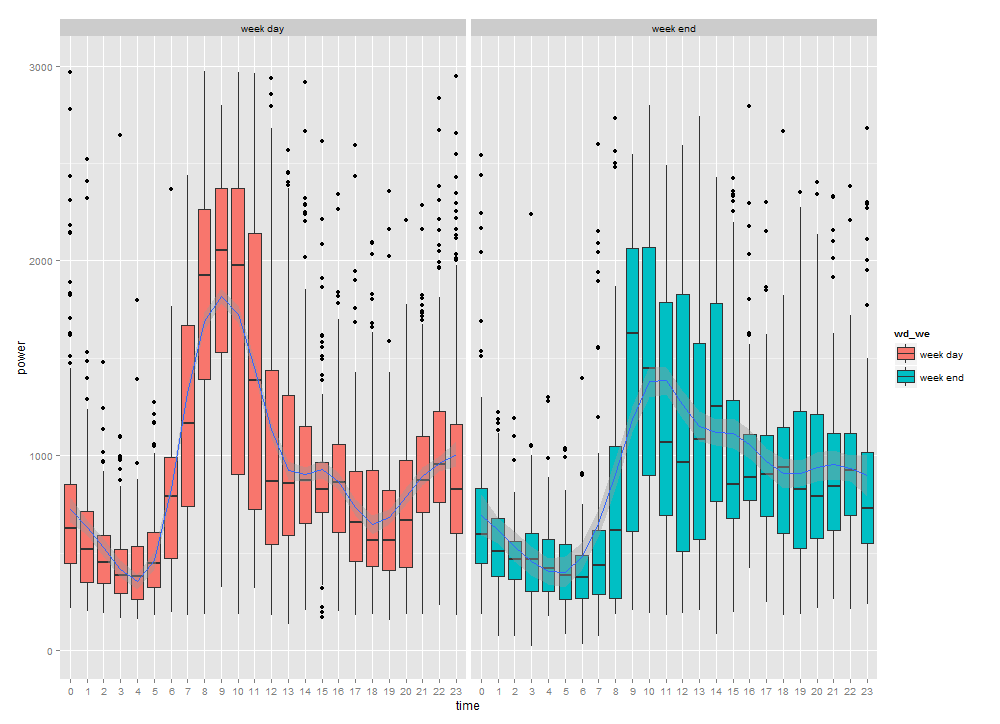 week day week end
3000
2000
1000
0
power
0 1 2 3 4 5 6 7 8 9 10 11 12 13 14 15 16 17 18 19 20 21 22 23 0 1 2 3 4 5 6 7 8 9 10 11 12 13 14 15 16 17 18 19 20 21 22 23
time
wd_we
week day
week end